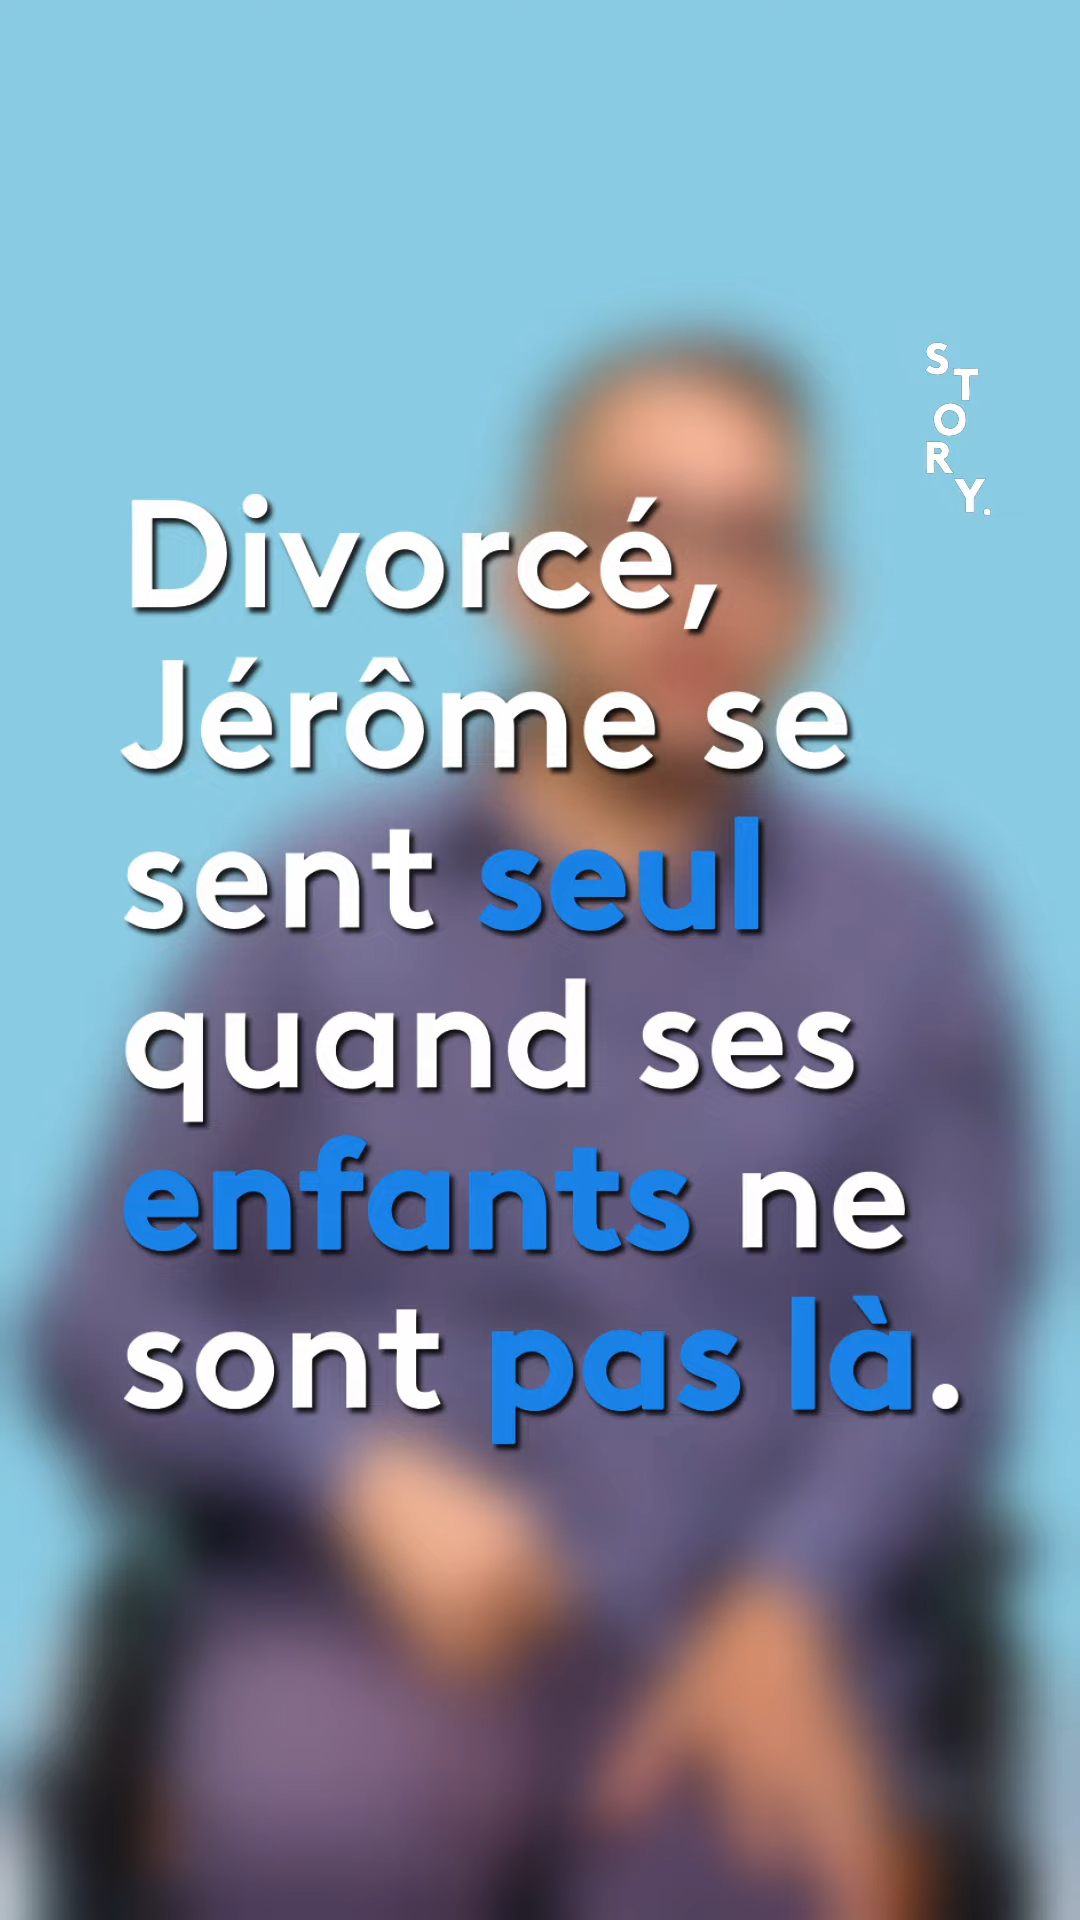 STORY.
Divorcé,
Jérôme se
sent seul
quand ses
enfants ne
sont pas là.